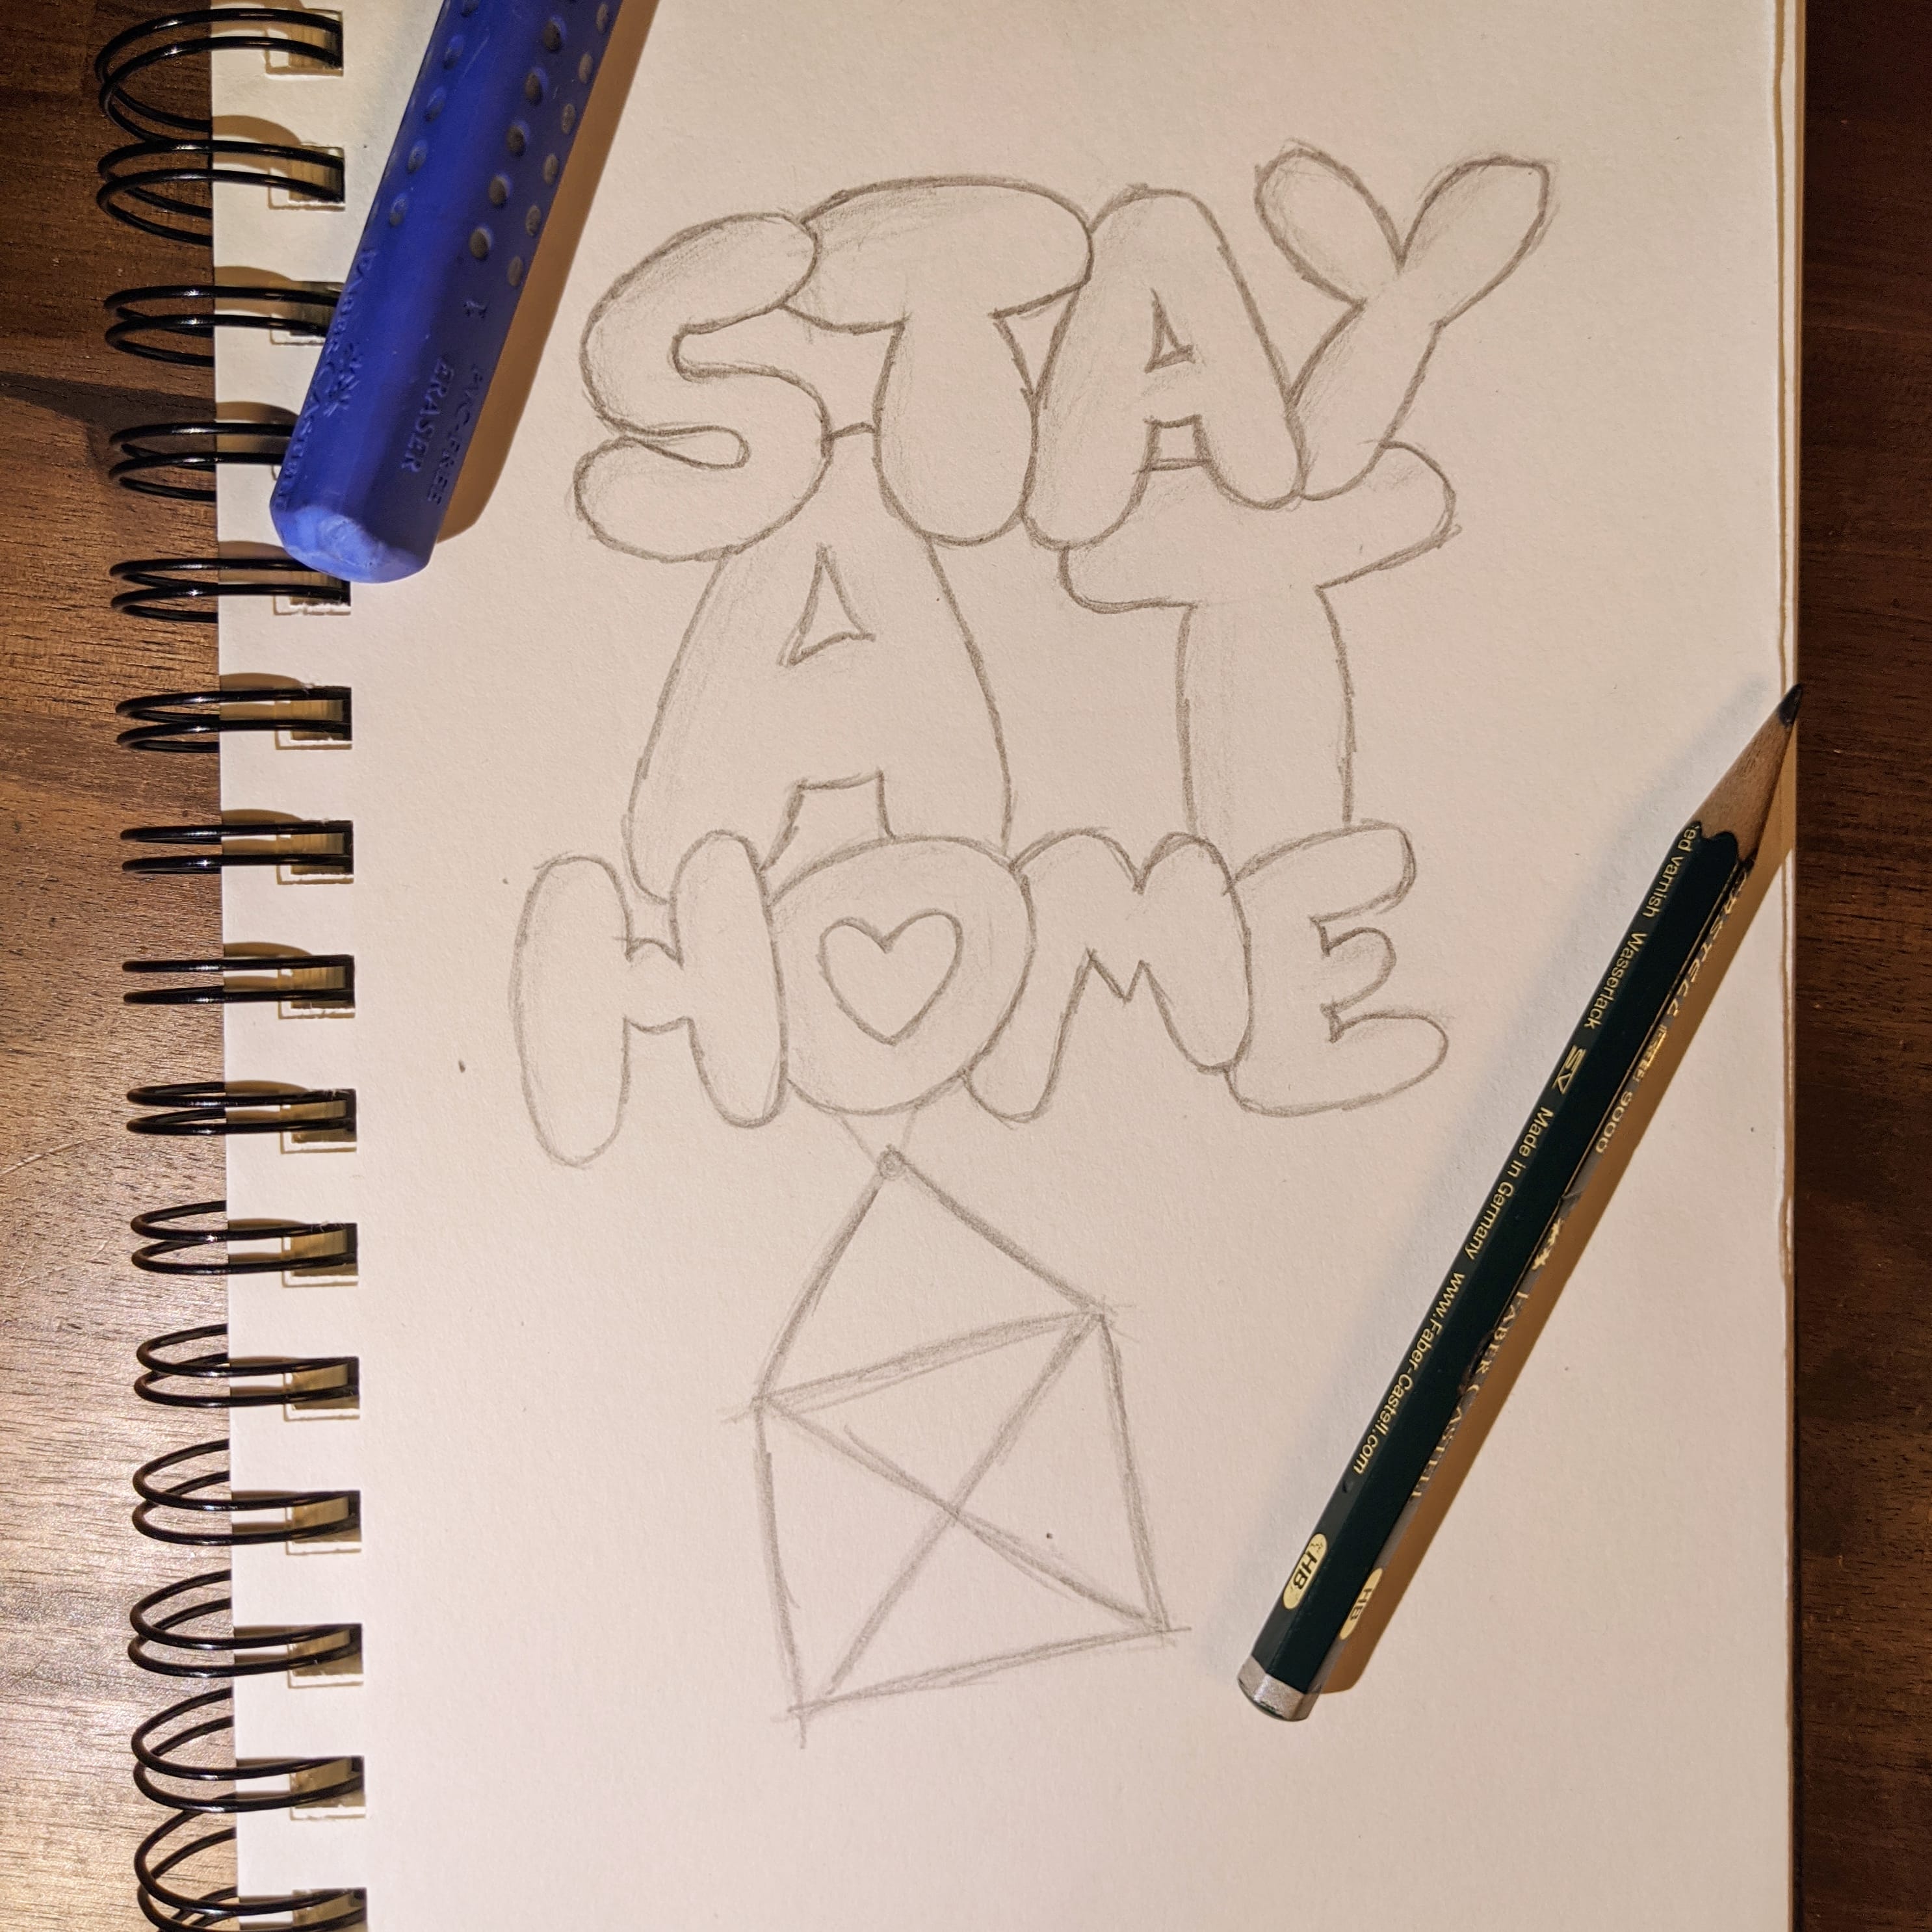 STAY
AT
HOME
PVC-FREE
ERASER
FABER-CASTELL
ed varnish Wasserlack SV Made in Germany www.Faber-Castell.com HB
CASTELL 9000 FABER-CASTELL HB